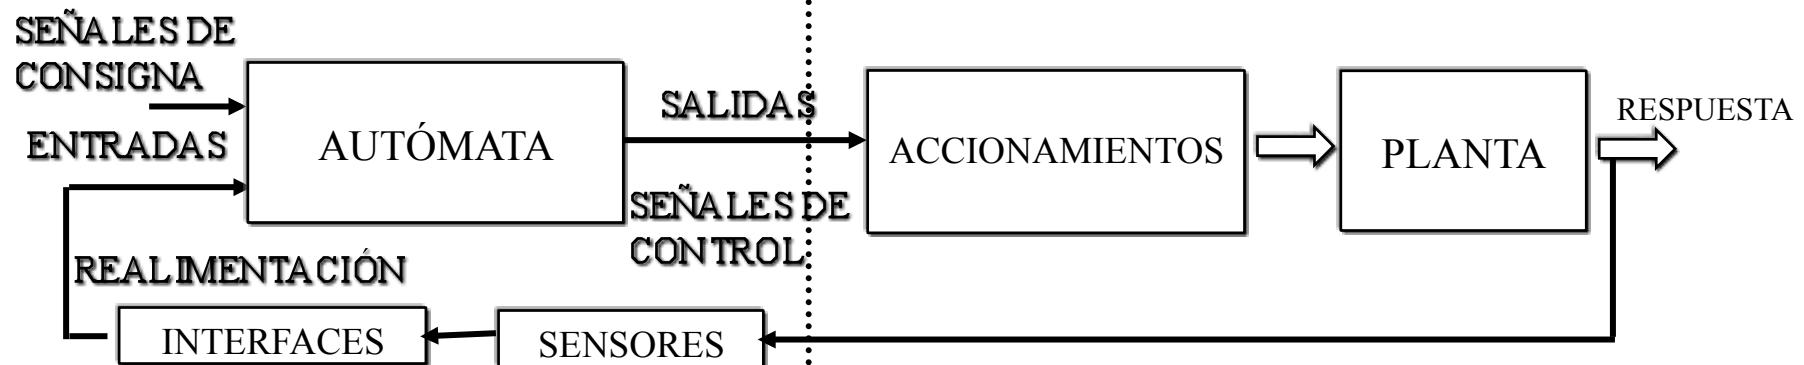 SEÑALES DE
CONSIGNA
ENTRADAS
AUTÓMATA
SALIDAS
SEÑALES DE
CONTROL
ACCIONAMIENTOS
PLANTA
RESPUESTA
REALIMENTACIÓN
INTERFACES
SENSORES